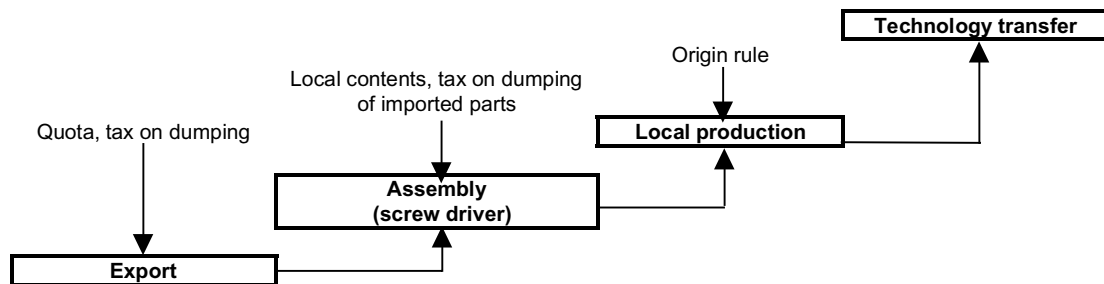 Technology transfer
Origin rule
Local contents, tax on dumping
of imported parts
Quota, tax on dumping
Local production
Assembly
(screw driver)
Export